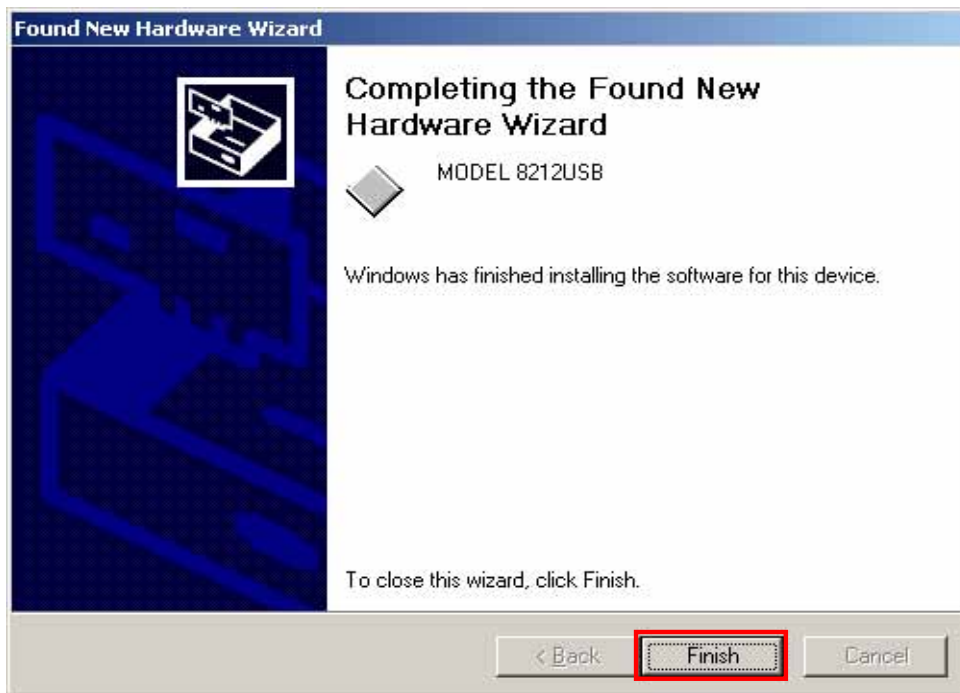 Found New Hardware Wizard
Completing the Found New
Hardware Wizard
MODEL 8212USB
Windows has finished installing the software for this device.
To close this wizard, click Finish.
< Back
Finish
Cancel